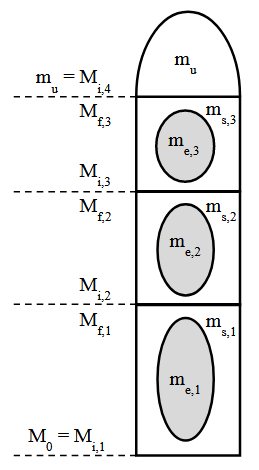 m_u
m_u = M_i,4
M_f,3
m_s,3
m_e,3
M_i,3
M_f,2
m_s,2
m_e,2
M_i,2
M_f,1
m_s,1
m_e,1
M_0 = M_i,1